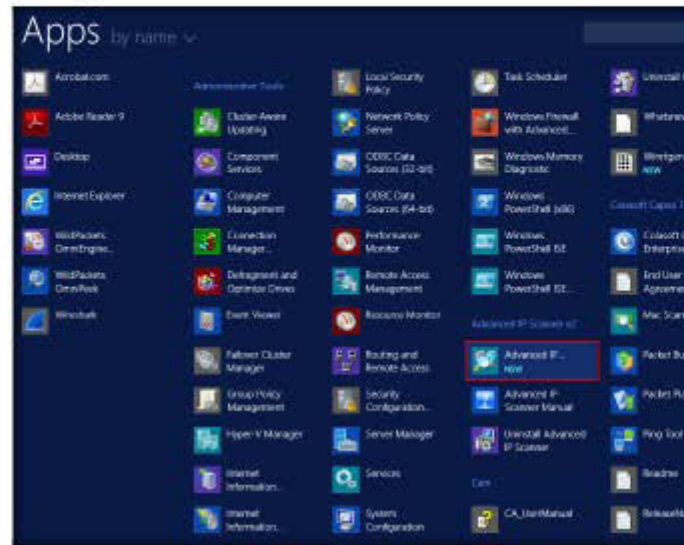 Apps by name
Acrobat.com
Adobe Reader 9
Desktop
Internet Explorer
WildPackets
OmniEngine...
WildPackets
OmniPeek
Wireshark
Administrative Tools
Cluster-Aware
Updating
Component
Services
Computer
Management
Connection
Manager...
Defragment and
Optimize Drives
Event Viewer
Failover Cluster
Manager
Group Policy
Management
Hyper-V Manager
Internet
Information...
Internet
Information...
Local Security
Policy
Network Policy
Server
ODBC Data
Sources (32-bit)
ODBC Data
Sources (64-bit)
Performance
Monitor
Remote Access
Management
Resource Monitor
Routing and
Remote Access
Security
Configuration...
Server Manager
Services
System
Configuration
Task Scheduler
Windows Firewall
with Advanced...
Windows Memory
Diagnostic
Windows
PowerShell (x86)
Windows
PowerShell ISE
Windows
PowerShell ISE...
Advanced IP Scanner v2
Advanced IP...
NEW
Advanced IP
Scanner Manual
Uninstall Advanced
IP Scanner
Cain
CA_UserManual
Uninstall
NEW
Colasoft Capsa
Colasoft
Enterprise
End User
Agreement
Mac Scan
Packet
Packet
Ping Tool
Readme